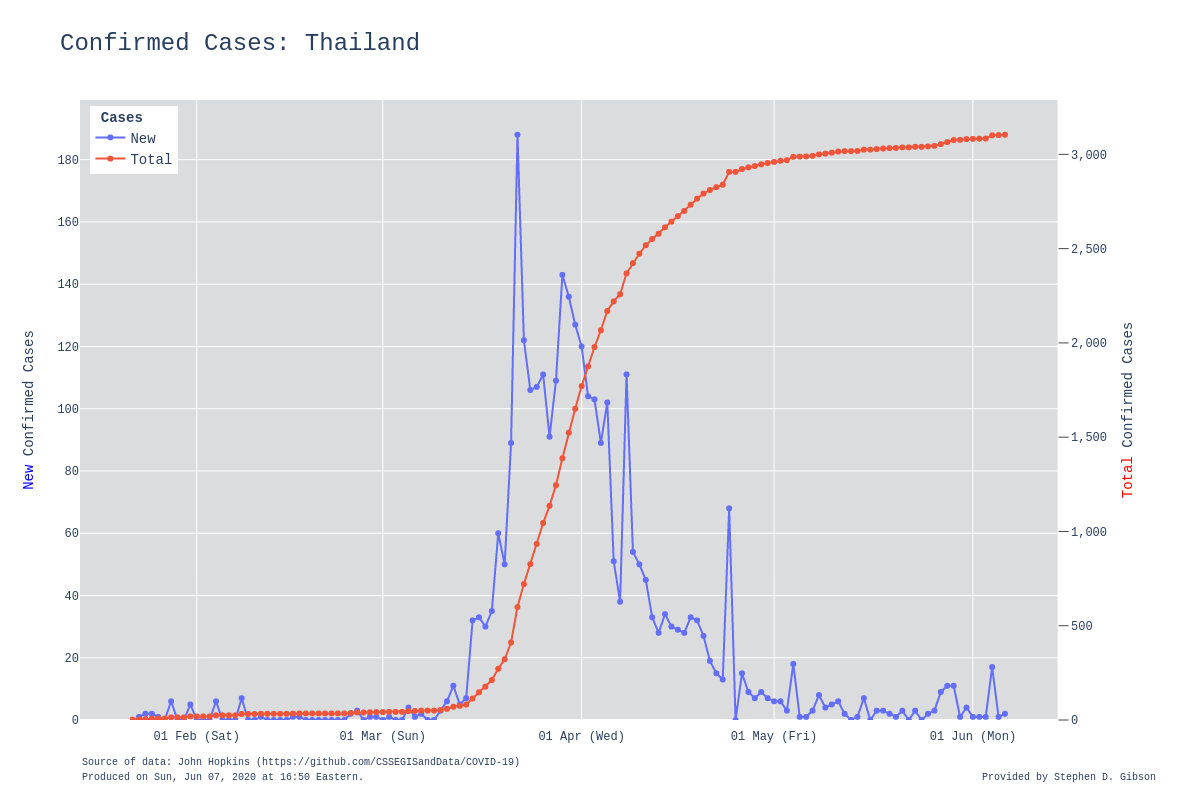 Confirmed Cases: Thailand
Cases
New
Total
180
160
140
120
100
80
60
40
20
0
New Confirmed Cases
3,000
2,500
2,000
1,500
1,000
500
0
Total Confirmed Cases
01 Feb (Sat) 01 Mar (Sun) 01 Apr (Wed) 01 May (Fri) 01 Jun (Mon)
Source of data: John Hopkins (https://github.com/CSSEGISandData/COVID-19)
Produced on Sun, Jun 07, 2020 at 16:50 Eastern.
Provided by Stephen D. Gibson